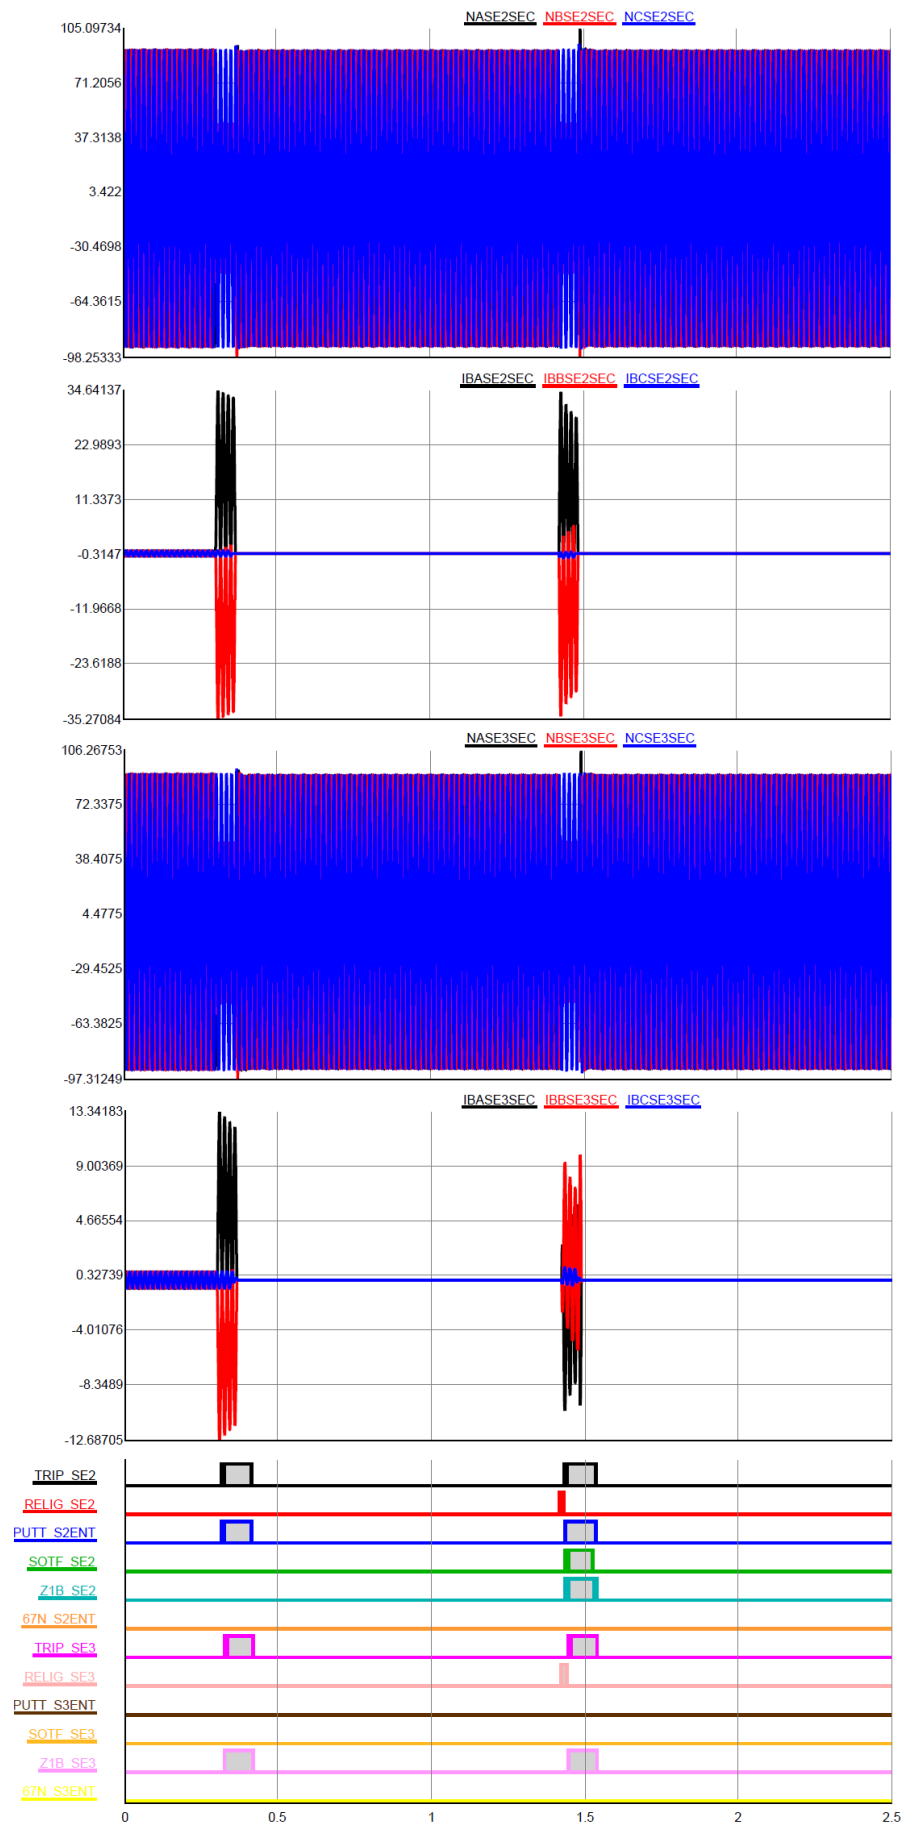 NASE2SEC NBSE2SEC NCSE2SEC
105.09734
71.2056
37.3138
3.422
-30.4698
-64.3615
-98.25333
IBASE2SEC IBBSE2SEC IBCSE2SEC
34.64137
22.9893
11.3373
-0.3147
-11.9668
-23.6188
-35.27084
NASE3SEC NBSE3SEC NCSE3SEC
106.26753
72.3375
38.4075
4.4775
-29.4525
-63.3825
-97.31249
IBASE3SEC IBBSE3SEC IBCSE3SEC
13.34183
9.00369
4.66554
0.32739
-4.01076
-8.3489
-12.68705
TRIP_SE2
RELIG_SE2
PUTT_S2ENT
SOTF_SE2
Z1B_SE2
67N_S2ENT
TRIP_SE3
RELIG_SE3
PUTT_S3ENT
SOTF_SE3
Z1B_SE3
67N_S3ENT
0 0.5 1 1.5 2 2.5